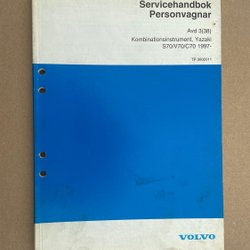 Servicehandbok
Personvagnar
Avd 3(38)
Kombinationsinstrument, Yazaki
S70/V70/C70 1997-
VOLVO